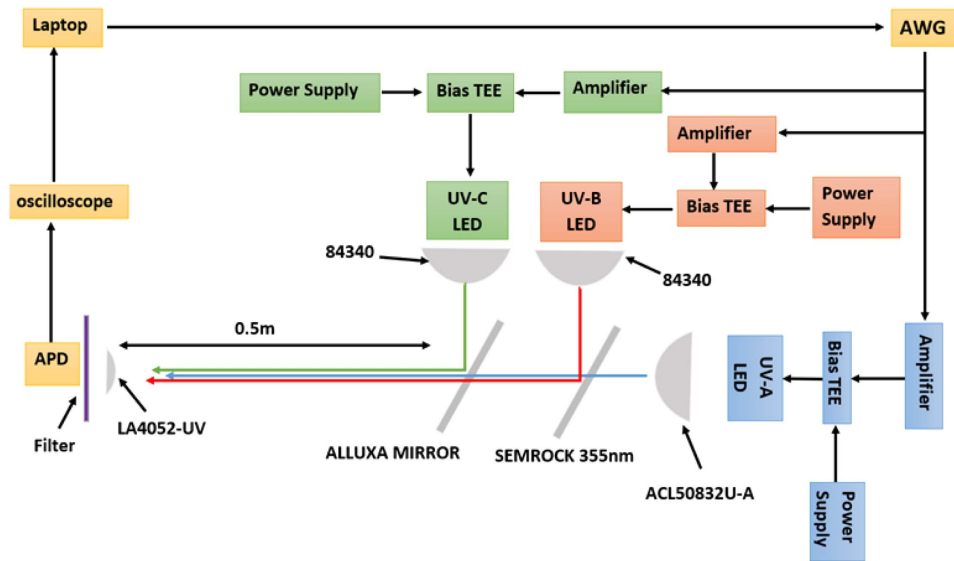 Laptop
AWG
Power Supply
Bias TEE
Amplifier
Amplifier
oscilloscope
UV-C
LED
UV-B
LED
Bias TEE
Power
Supply
84340
84340
0.5m
APD
UV-A
LED
Bias TEE
Amplifier
LA4052-UV
Filter
ALLUXA MIRROR
SEMROCK 355nm
ACL50832U-A
Power
Supply